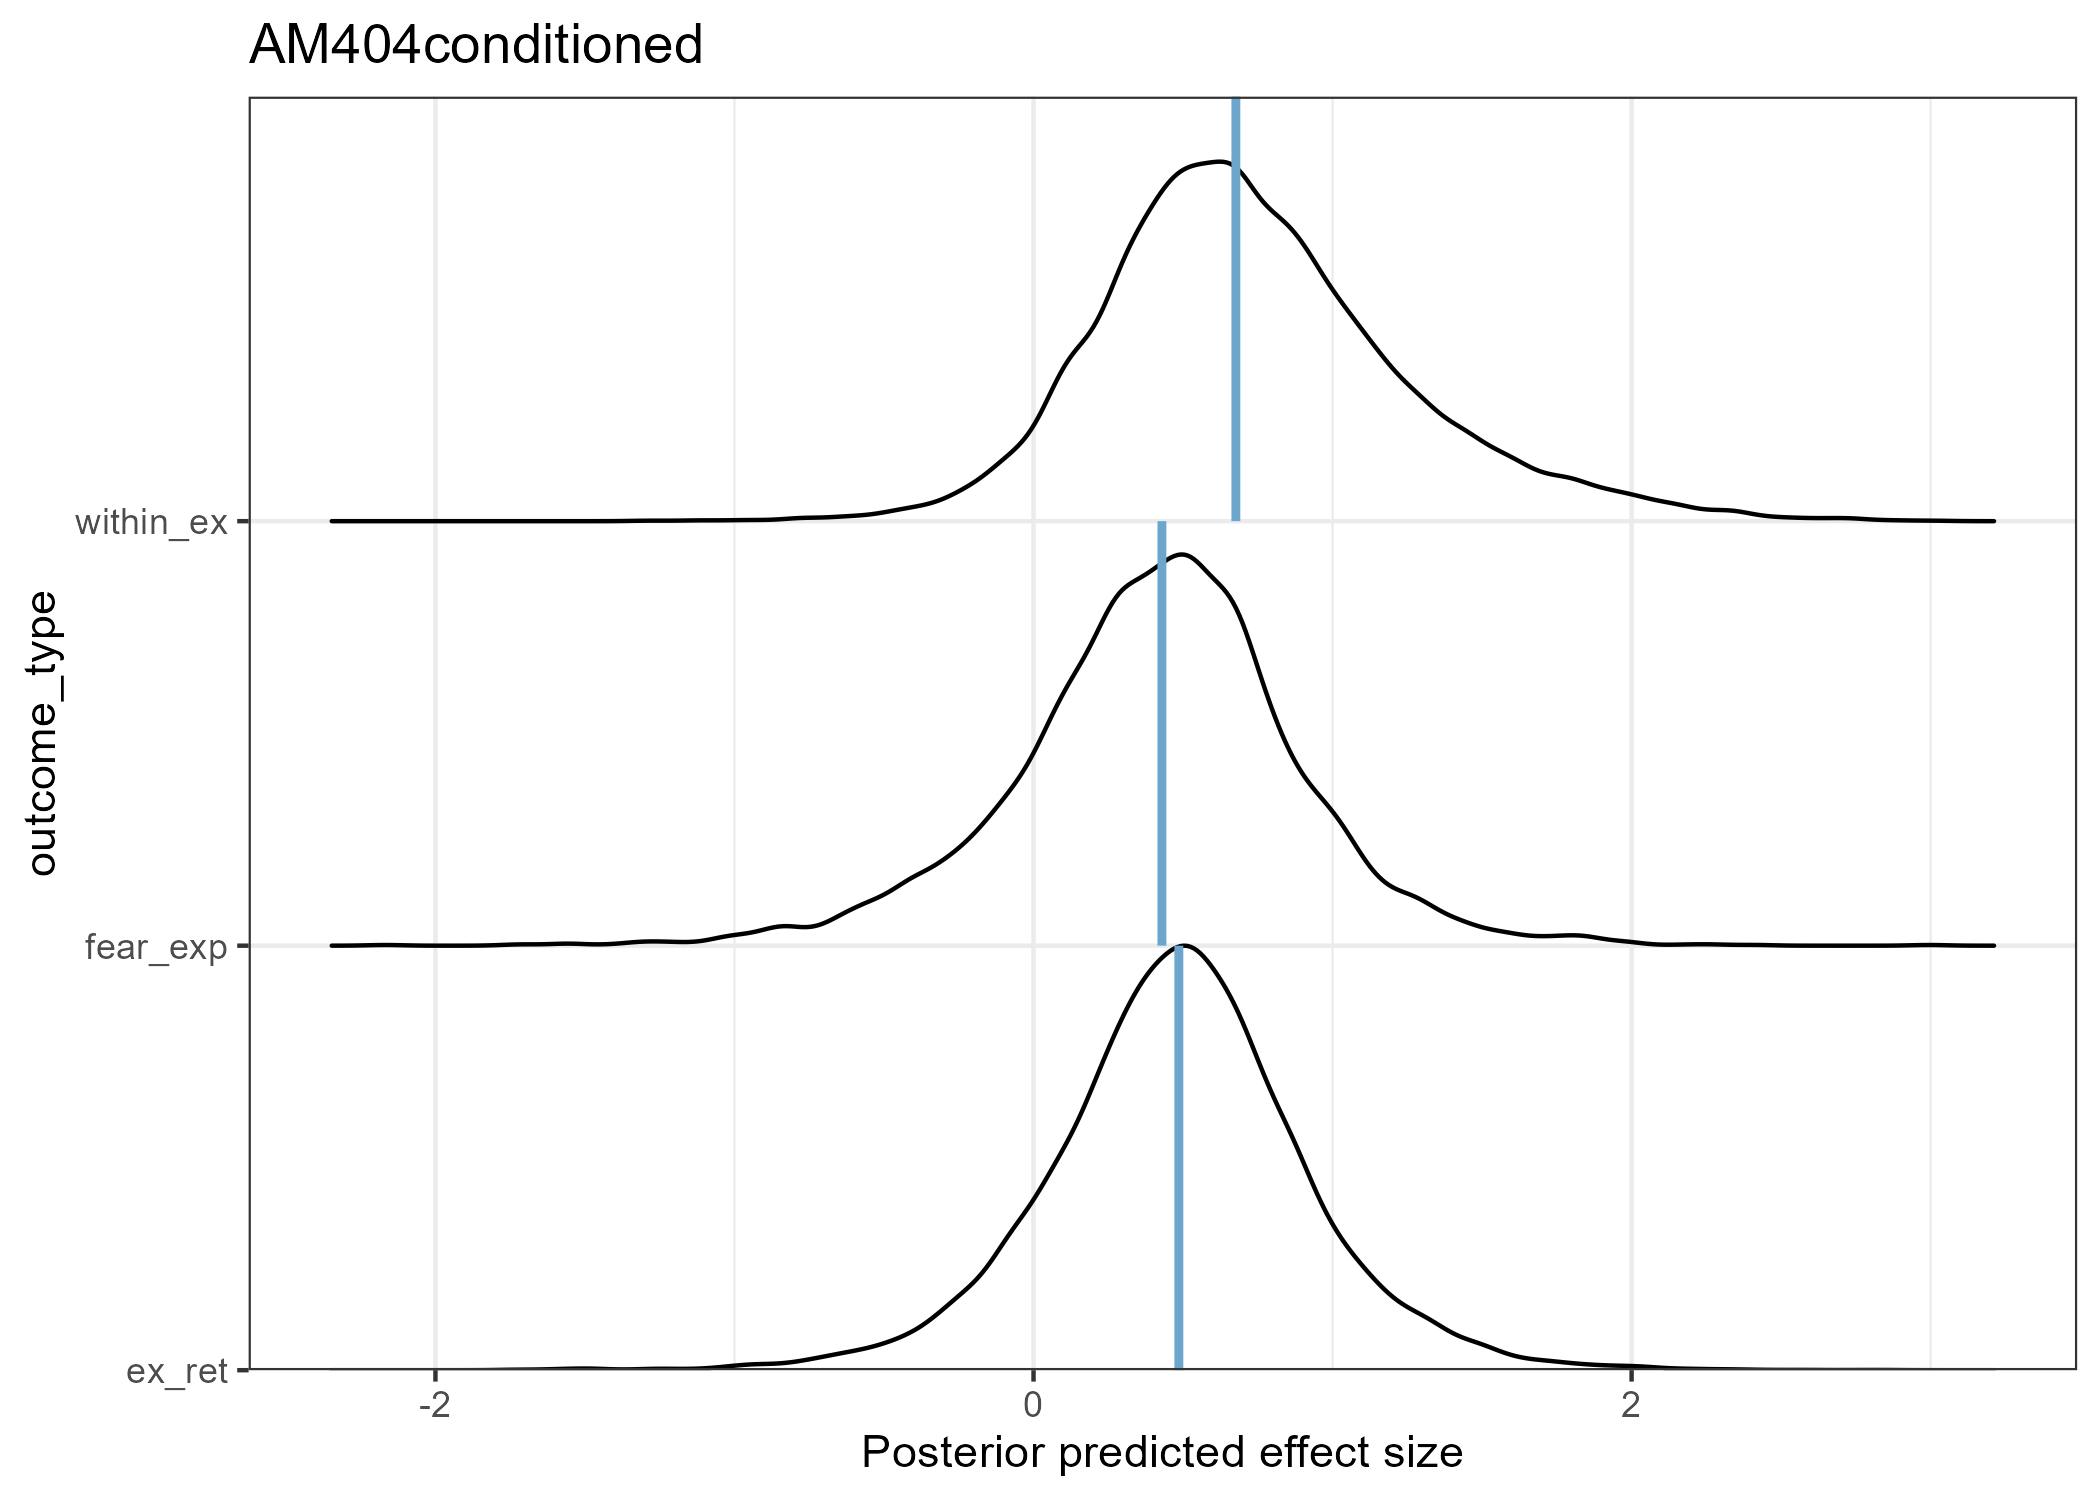 AM404conditioned
outcome_type
within_ex
fear_exp
ex_ret
-2
0
2
Posterior predicted effect size